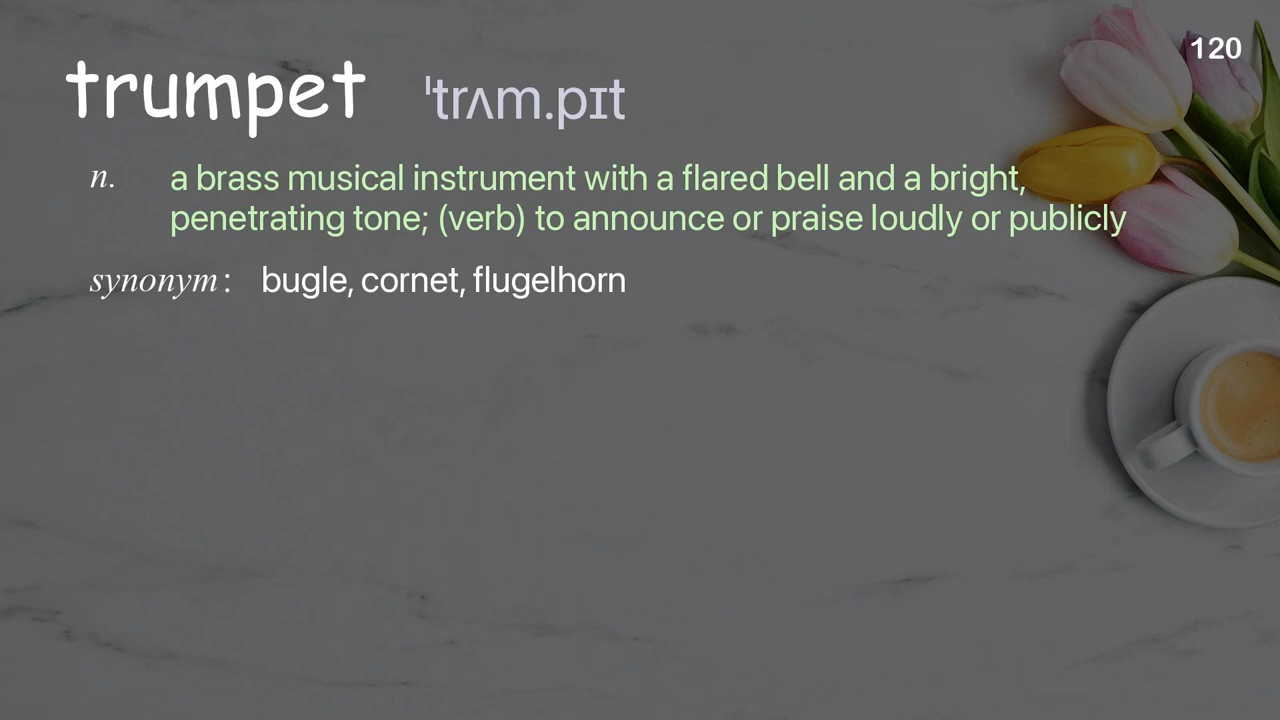 120
trumpet ˈtrʌm.pɪt
n. a brass musical instrument with a flared bell and a bright,
penetrating tone; (verb) to announce or praise loudly or publicly
synonym: bugle, cornet, flugelhorn